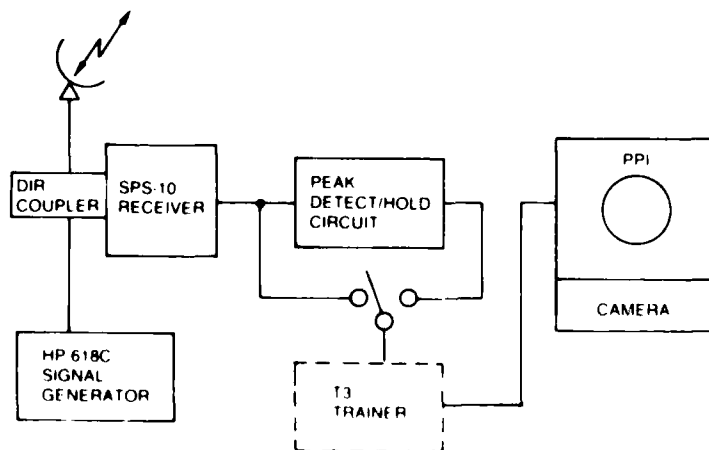 DIR
COUPLER
SPS-10
RECEIVER
PEAK
DETECT/HOLD
CIRCUIT
PPI
CAMERA
HP 618C
SIGNAL
GENERATOR
T3
TRAINER